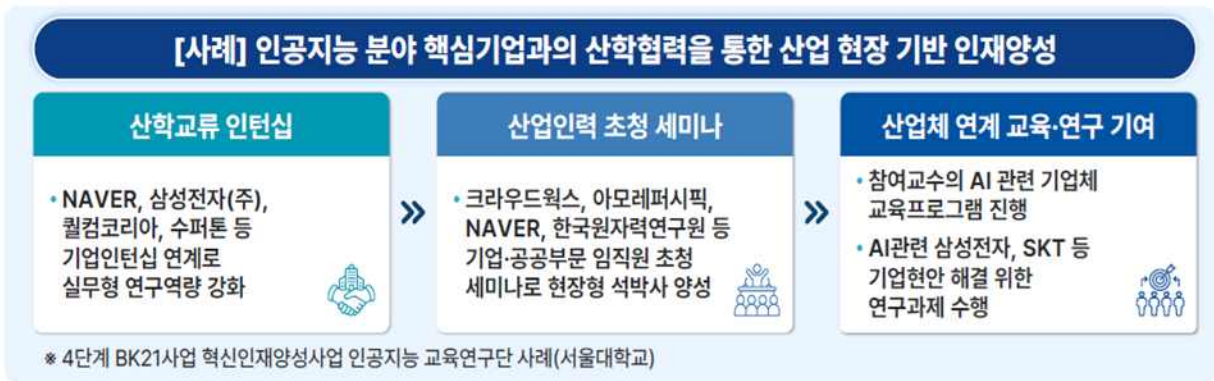 [사례] 인공지능 분야 핵심기업과의 산학협력을 통한 산업 현장 기반 인재양성
산학교류 인턴십
• NAVER, 삼성전자(주),
퀄컴코리아, 수퍼톤 등
기업인턴십 연계로
실무형 연구역량 강화
산업인력 초청 세미나
• 크라우드웍스, 아모레퍼시픽,
NAVER, 한국원자력연구원 등
기업·공공부문 임직원 초청
세미나로 현장형 석박사 양성
산업체 연계 교육·연구 기여
• 참여교수의 AI 관련 기업체
교육프로그램 진행
• AI관련 삼성전자, SKT 등
기업현안 해결 위한
연구과제 수행
※ 4단계 BK21사업 혁신인재양성사업 인공지능 교육연구단 사례(서울대학교)